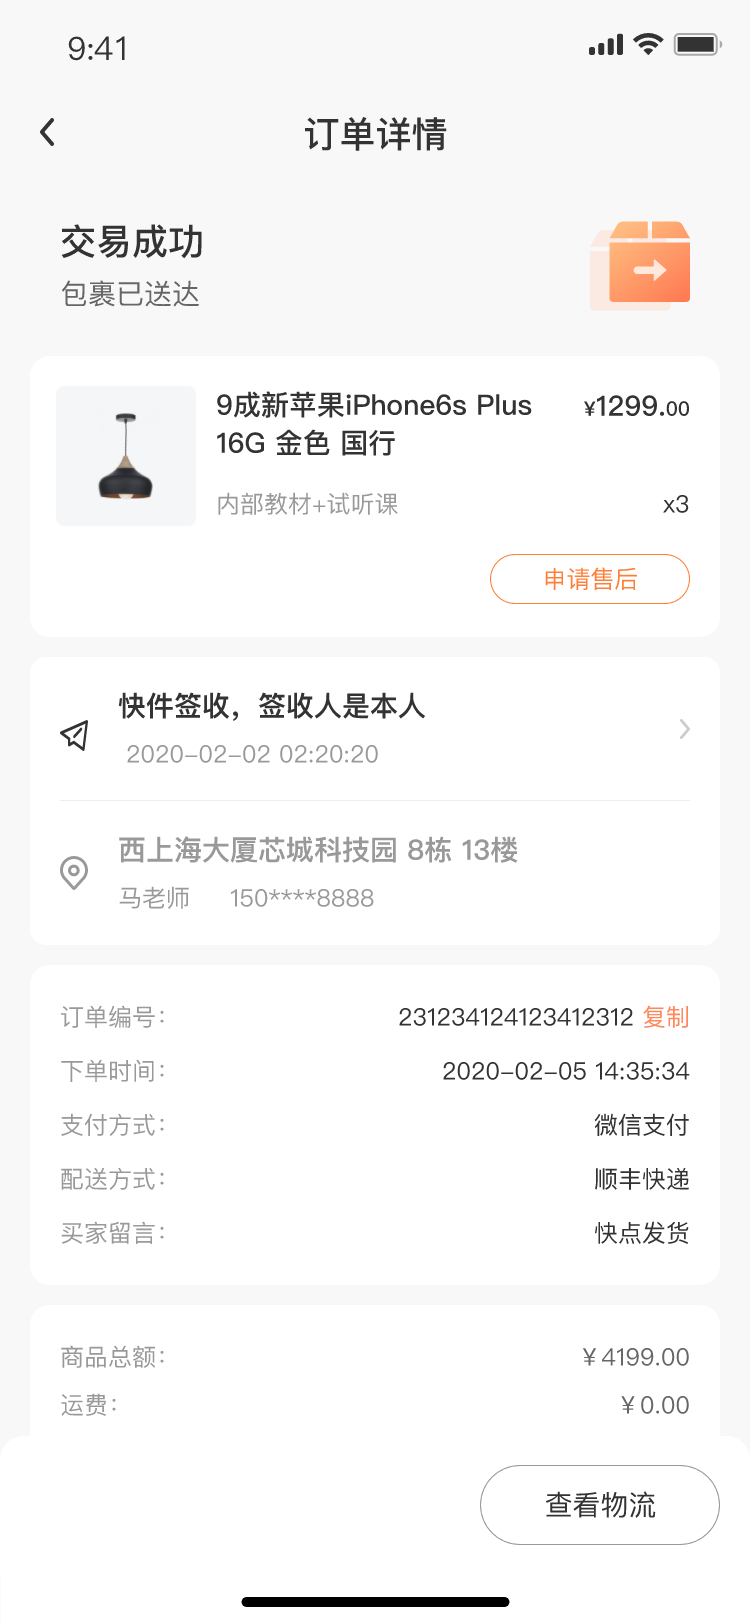 9:41
订单详情
交易成功
包裹已送达
9成新苹果iPhone6s Plus ¥1299.00
16G 金色 国行
内部教材+试听课 x3
申请售后
快件签收，签收人是本人
2020-02-02 02:20:20
西上海大厦芯城科技园 8栋 13楼
马老师 150****8888
订单编号： 231234124123412312 复制
下单时间： 2020-02-05 14:35:34
支付方式： 微信支付
配送方式： 顺丰快递
买家留言： 快点发货
商品总额： ¥4199.00
运费： ¥0.00
查看物流